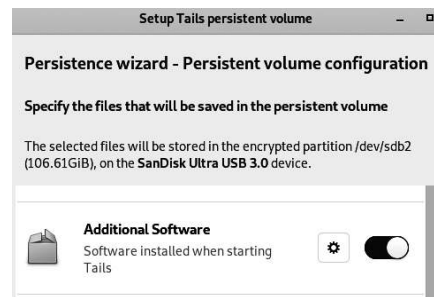 Setup Tails persistent volume
Persistence wizard - Persistent volume configuration
Specify the files that will be saved in the persistent volume
The selected files will be stored in the encrypted partition /dev/sdb2
(106.61GiB), on the SanDisk Ultra USB 3.0 device.
Additional Software
Software installed when starting
Tails